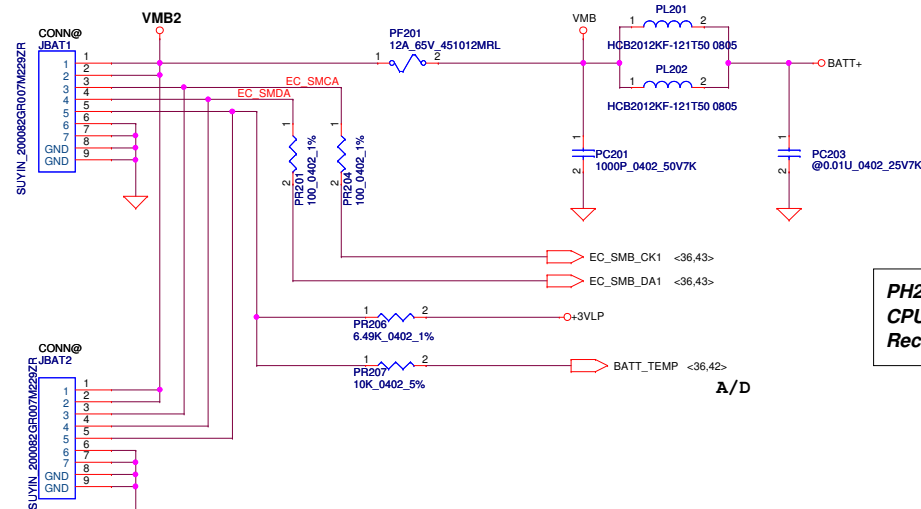 CONN@
JBAT1
VMB2
1 1
2 2
3 3
4 4
5 5
6 6
7 7
GND 8
GND 9
SUYIN_200082GR007M229ZR
EC_SMCA
EC_SMDA
PF201
12A_65V_451012MRL
1 2
VMB
PL201
1 2
HCB2012KF-121T50 0805
PL202
1 2
HCB2012KF-121T50 0805
BATT+
1
2
PR201
100_0402_1%
1
2
PR204
100_0402_1%
1
2
PC201
1000P_0402_50V7K
1
2
PC203
@0.01U_0402_25V7K
EC_SMB_CK1 <36,43>
EC_SMB_DA1 <36,43>
1 2
PR206
6.49K_0402_1%
+3VLP
1 2
PR207
10K_0402_5%
BATT_TEMP <36,42>
A/D
PH2
CPU
Rec
CONN@
JBAT2
1 1
2 2
3 3
4 4
5 5
6 6
7 7
GND 8
GND 9
SUYIN_200082GR007M229ZR